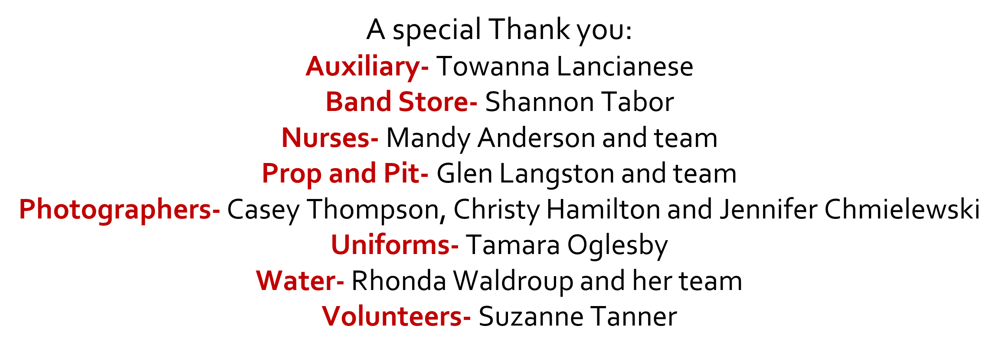 A special Thank you:
Auxiliary- Towanna Lancianese
Band Store- Shannon Tabor
Nurses- Mandy Anderson and team
Prop and Pit- Glen Langston and team
Photographers- Casey Thompson, Christy Hamilton and Jennifer Chmielewski
Uniforms- Tamara Oglesby
Water- Rhonda Waldroup and her team
Volunteers- Suzanne Tanner